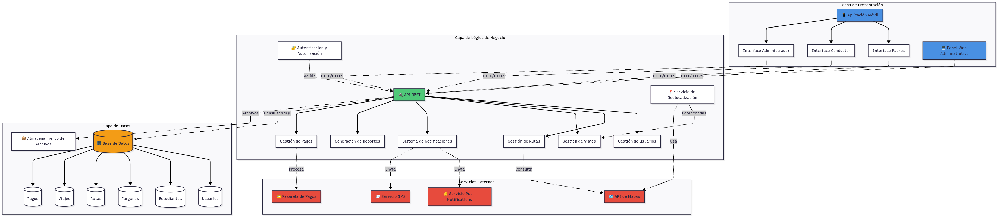 Capa de Presentación
📱 Aplicación Móvil
Interface Administrador
Interface Conductor
Interface Padres
🖥️ Panel Web
Administrativo
Capa de Lógica de Negocio
🔐 Autenticación y
Autorización
Valida
HTTP/HTTPS
HTTP/HTTPS
HTTP/HTTPS
HTTP/HTTPS
🔌 API REST
📍 Servicio de
Geolocalización
Archivos
Consultas SQL
Coordenadas
Gestión de Pagos
Generación de Reportes
Sistema de Notificaciones
Gestión de Rutas
Gestión de Viajes
Gestión de Usuarios
Usa
Capa de Datos
📦 Almacenamiento de
Archivos
🗄️ Base de Datos
Pagos
Viajes
Rutas
Furgones
Estudiantes
Usuarios
Procesa
Envía
Envía
Consulta
Servicios Externos
💳 Pasarela de Pagos
📨 Servicio SMS
🔔 Servicio Push
Notifications
🗺️ API de Mapas